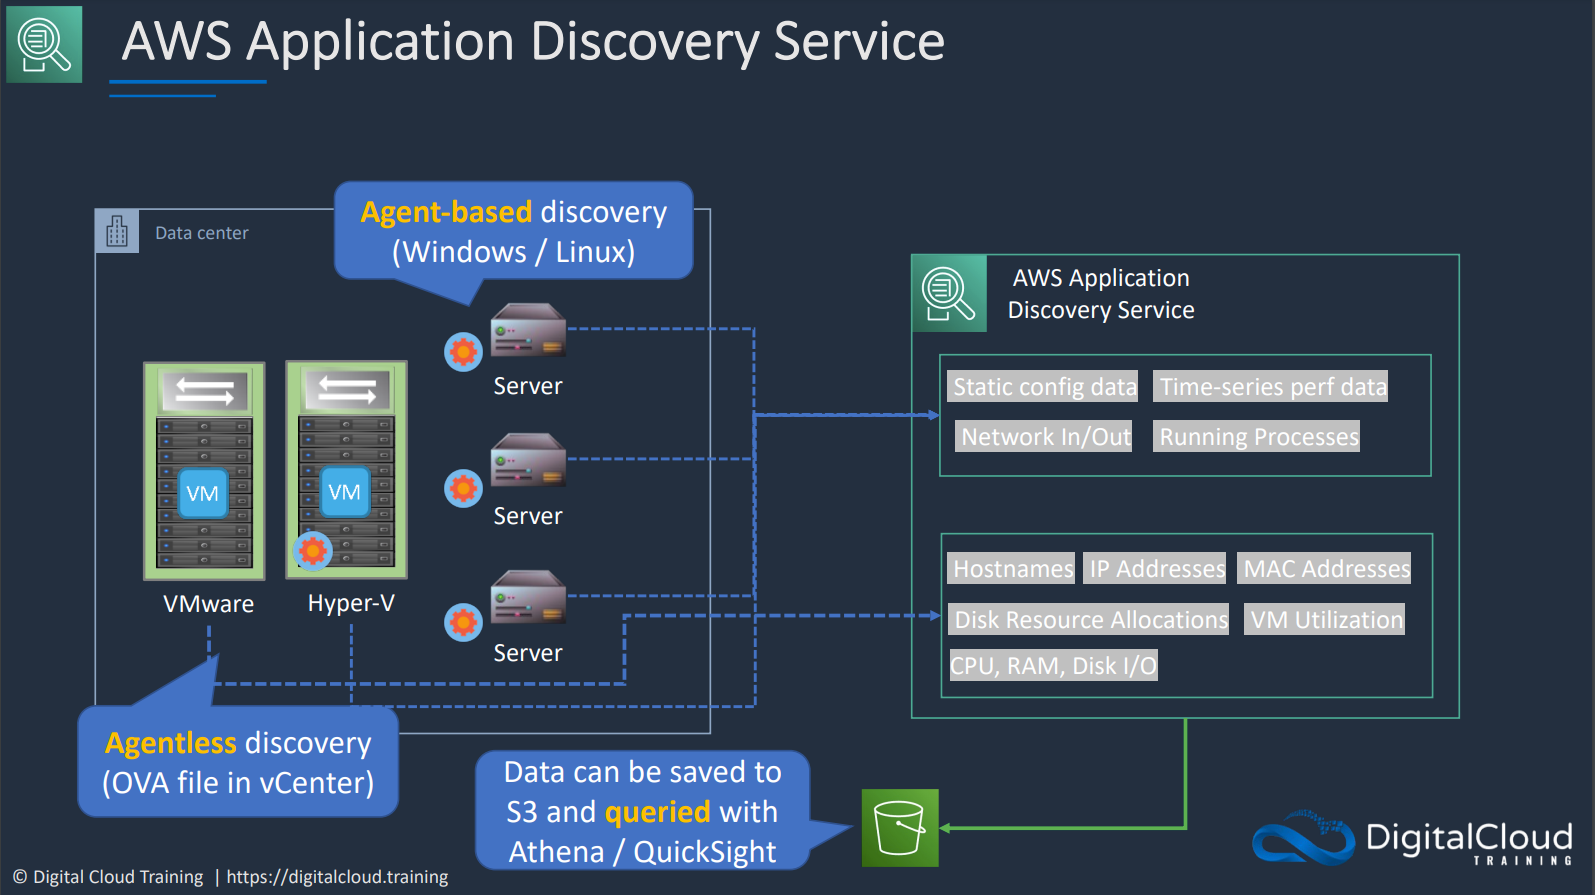 AWS Application Discovery Service
Agent-based discovery
(Windows / Linux)
Data center
Server
Server
Server
VM
VM
VMware
Hyper-V
Agentless discovery
(OVA file in vCenter)
AWS Application
Discovery Service
Static config data
Time-series perf data
Network In/Out
Running Processes
Hostnames
IP Addresses
MAC Addresses
Disk Resource Allocations
VM Utilization
CPU, RAM, Disk I/O
Data can be saved to
S3 and queried with
Athena / QuickSight
DigitalCloud
TRAINING
© Digital Cloud Training | https://digitalcloud.training